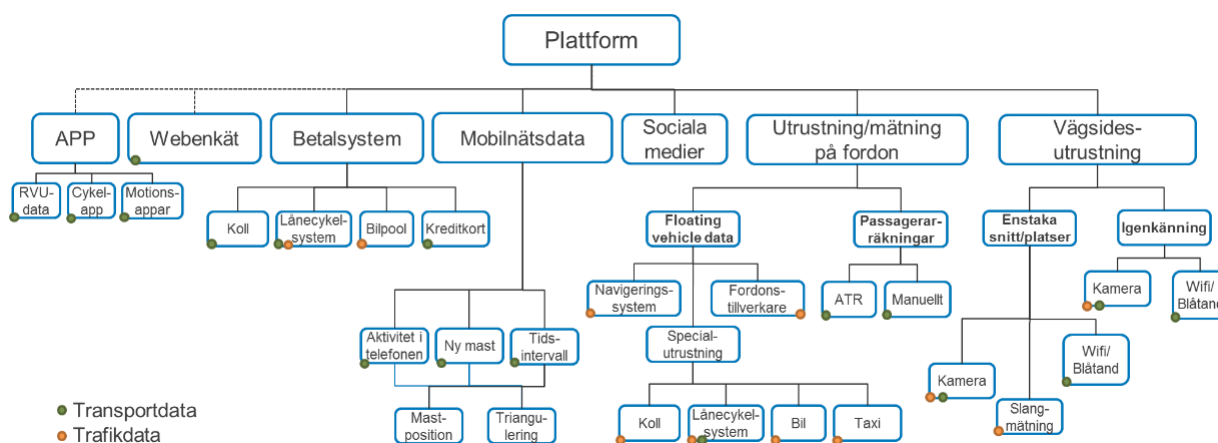 Plattform
APP
Webenkät
Betalsystem
Mobilnätsdata
Sociala
medier
Utrustning/mätning
på fordon
Vägsides-
utrustning
RVU-
data
Cykel-
app
Motions-
appar
Koll
Lånecykel-
system
Bilpool
Kreditkort
Floating
vehicle data
Passagerar-
räkningar
Enstaka
snitt/platser
Igenkänning
Navigerings-
system
Fordons-
tillverkare
ATR
Manuellt
Kamera
Wifi/
Blåtand
Aktivitet i
telefonen
Ny mast
Tids-
intervall
Special-
utrustning
Kamera
Wifi/
Blåtand
Mast-
position
Triangu-
lering
Koll
Lånecykel-
system
Bil
Taxi
Slang-
mätning
Transportdata
Trafikdata